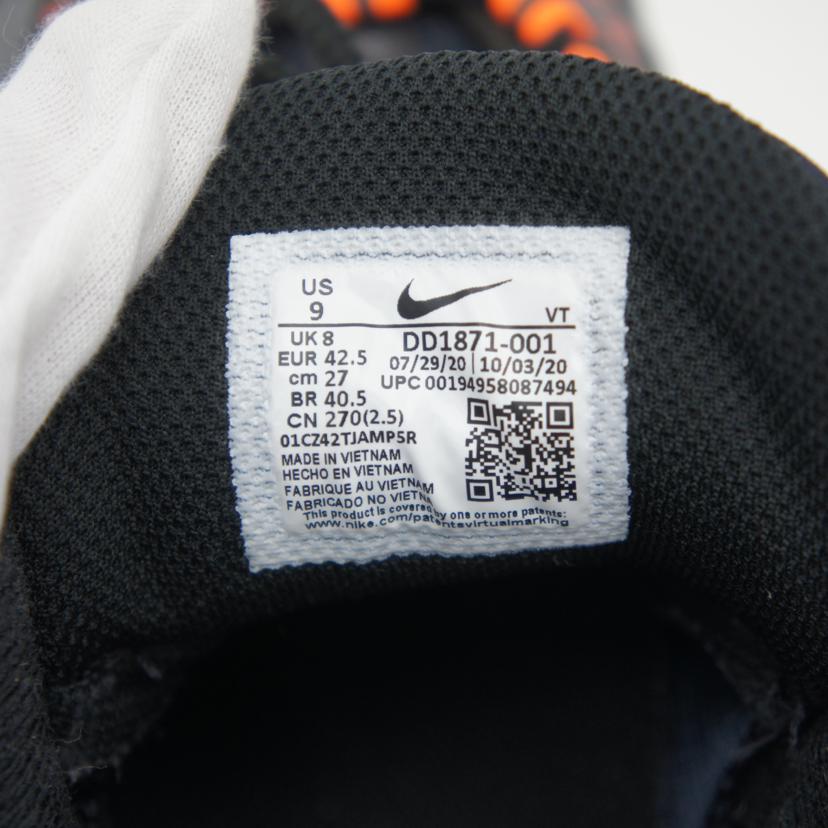 US
9
VT
UK 8
EUR 42.5
cm 27
BR 40.5
CN 270(2.5)
DD1871-001
07/29/20 | 10/03/20
UPC 00194958087494
01CZ42TJAMPSR
MADE IN VIETNAM
HECHO EN VIETNAM
FABRIQUE AU VIETNAM
FABRICADO NO VIETNA
This product is covered by one or more patents:
www.nike.com/patentsvirtualmarking